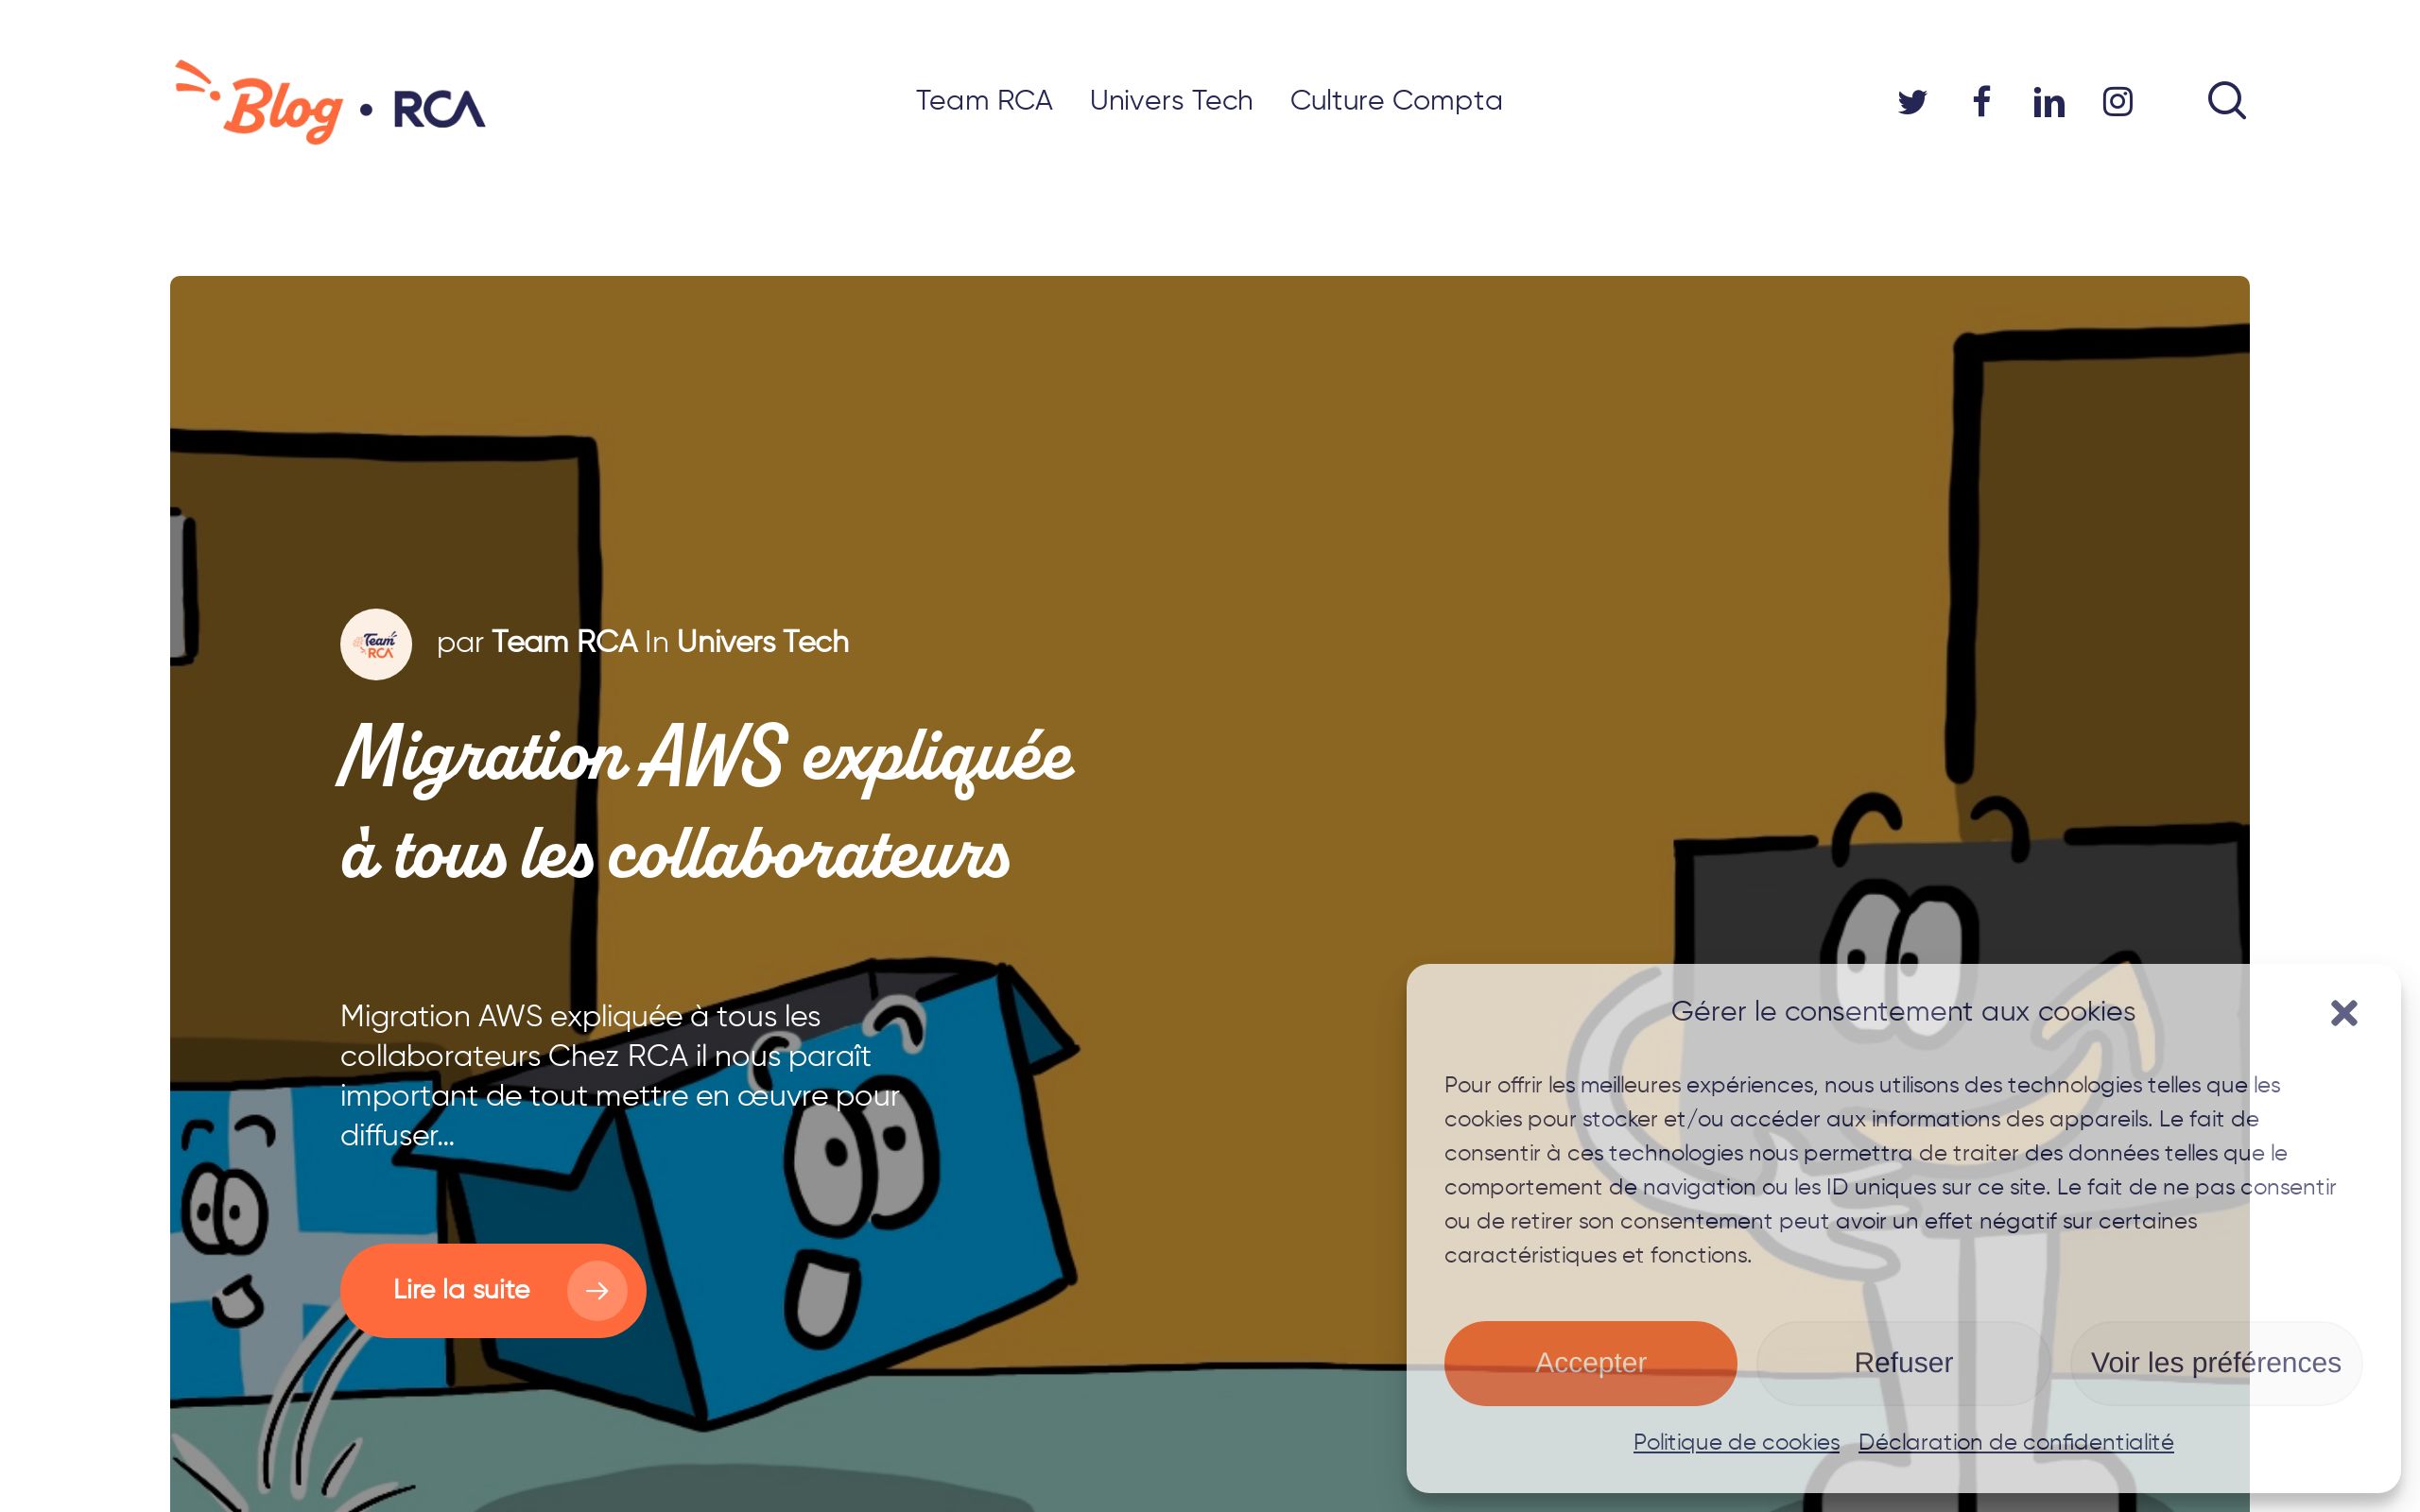 Blog • RCA
Team RCA Univers Tech Culture Compta
Team RCA
par Team RCA In Univers Tech
Migration AWS expliquée
à tous les collaborateurs
Migration AWS expliquée à tous les
collaborateurs Chez RCA il nous paraît
important de tout mettre en œuvre pour
diffuser...
Lire la suite
Gérer le consentement aux cookies
Pour offrir les meilleures expériences, nous utilisons des technologies telles que les
cookies pour stocker et/ou accéder aux informations des appareils. Le fait de
consentir à ces technologies nous permettra de traiter des données telles que le
comportement de navigation ou les ID uniques sur ce site. Le fait de ne pas consentir
ou de retirer son consentement peut avoir un effet négatif sur certaines
caractéristiques et fonctions.
Accepter Refuser Voir les préférences
Politique de cookies Déclaration de confidentialité